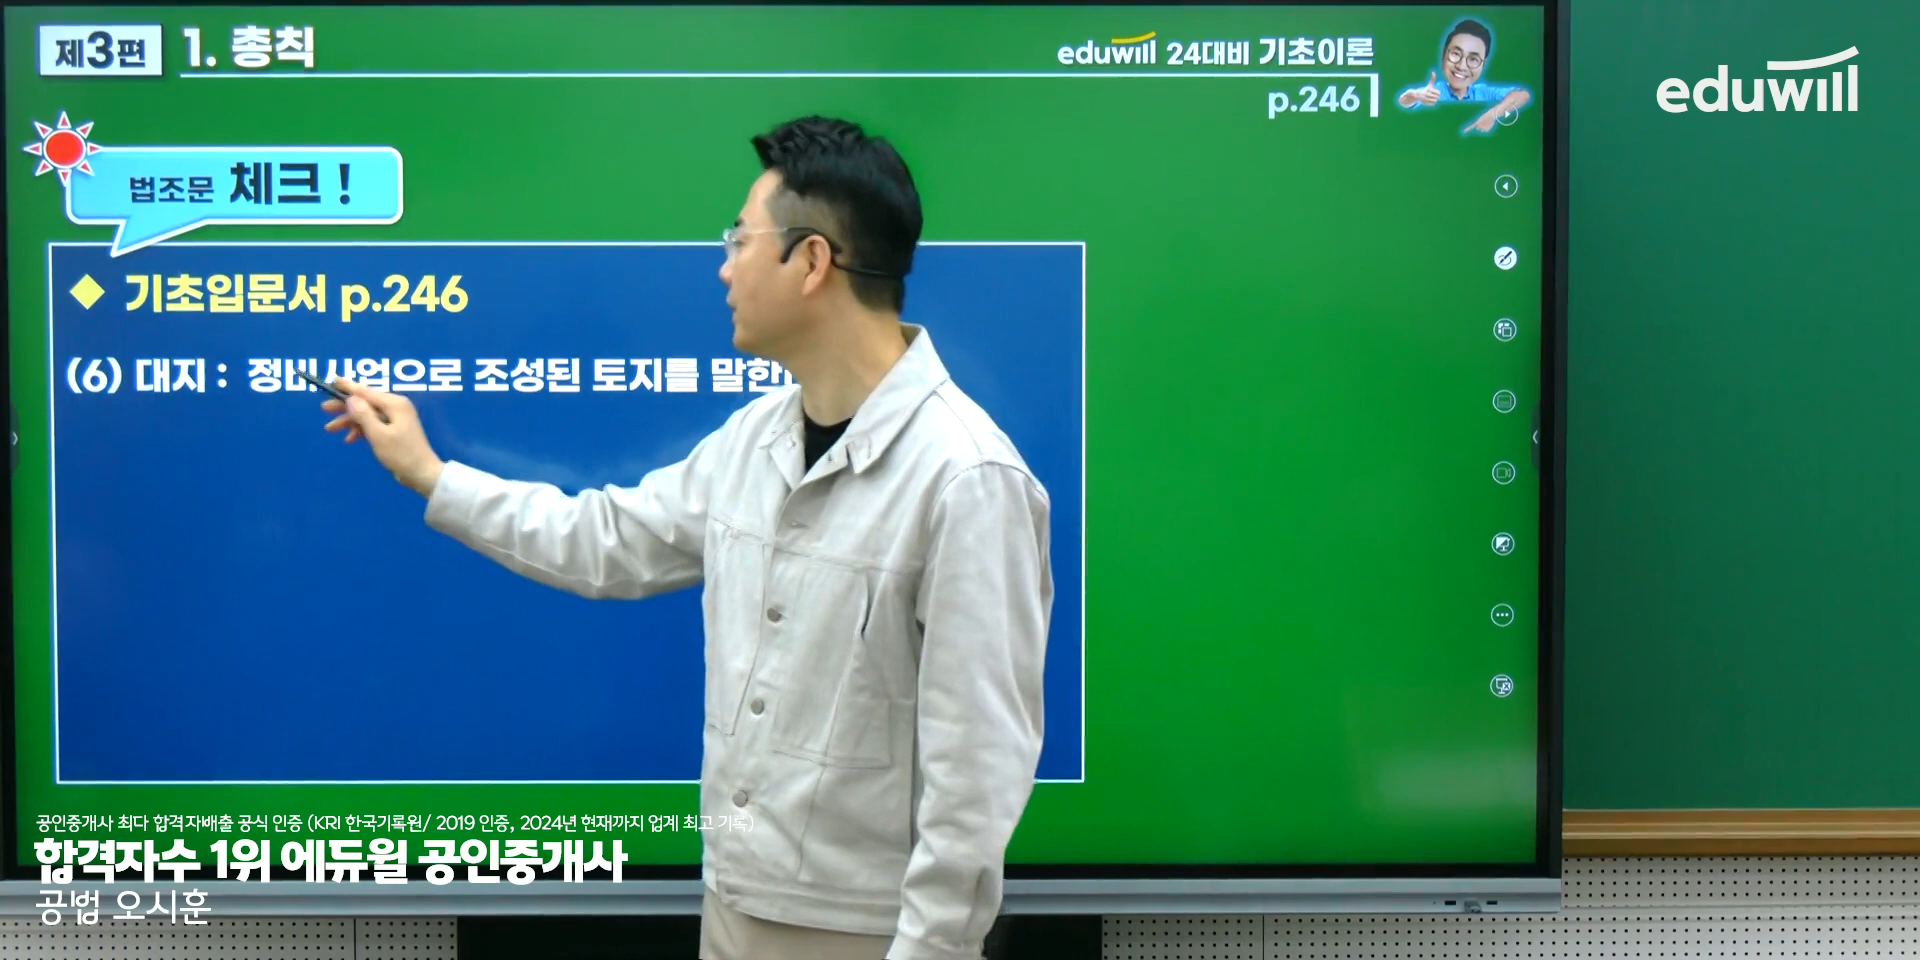 제3편 1. 총칙
eduwill 24대비 기초이론
p.246
eduwill
법조문 체크 !
◆ 기초입문서 p.246
(6) 대지 : 정비사업으로 조성된 토지를 말한
공인중개사 최다 합격자배출 공식 인증 (KRI 한국기록원/ 2019 인증, 2024년 현재까지 업계 최고 기록)
합격자수 1위 에듀윌 공인중개사
공법 오시훈